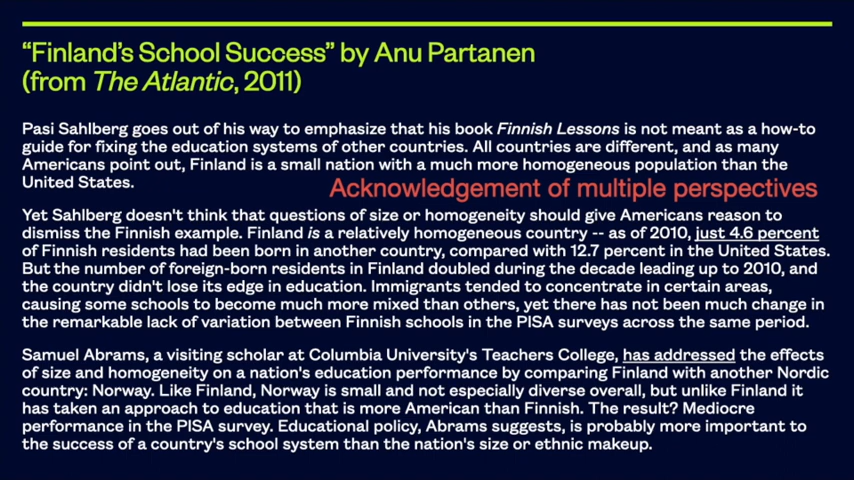 “Finland’s School Success” by Anu Partanen
(from The Atlantic, 2011)
Pasi Sahlberg goes out of his way to emphasize that his book Finnish Lessons is not meant as a how-to
guide for fixing the education systems of other countries. All countries are different, and as many
Americans point out, Finland is a small nation with a much more homogeneous population than the
United States.
Acknowledgement of multiple perspectives
Yet Sahlberg doesn't think that questions of size or homogeneity should give Americans reason to
dismiss the Finnish example. Finland is a relatively homogeneous country -- as of 2010, just 4.6 percent
of Finnish residents had been born in another country, compared with 12.7 percent in the United States.
But the number of foreign-born residents in Finland doubled during the decade leading up to 2010, and
the country didn't lose its edge in education. Immigrants tended to concentrate in certain areas,
causing some schools to become much more mixed than others, yet there has not been much change in
the remarkable lack of variation between Finnish schools in the PISA surveys across the same period.
Samuel Abrams, a visiting scholar at Columbia University's Teachers College, has addressed the effects
of size and homogeneity on a nation's education performance by comparing Finland with another Nordic
country: Norway. Like Finland, Norway is small and not especially diverse overall, but unlike Finland it
has taken an approach to education that is more American than Finnish. The result? Mediocre
performance in the PISA survey. Educational policy, Abrams suggests, is probably more important to
the success of a country's school system than the nation's size or ethnic makeup.